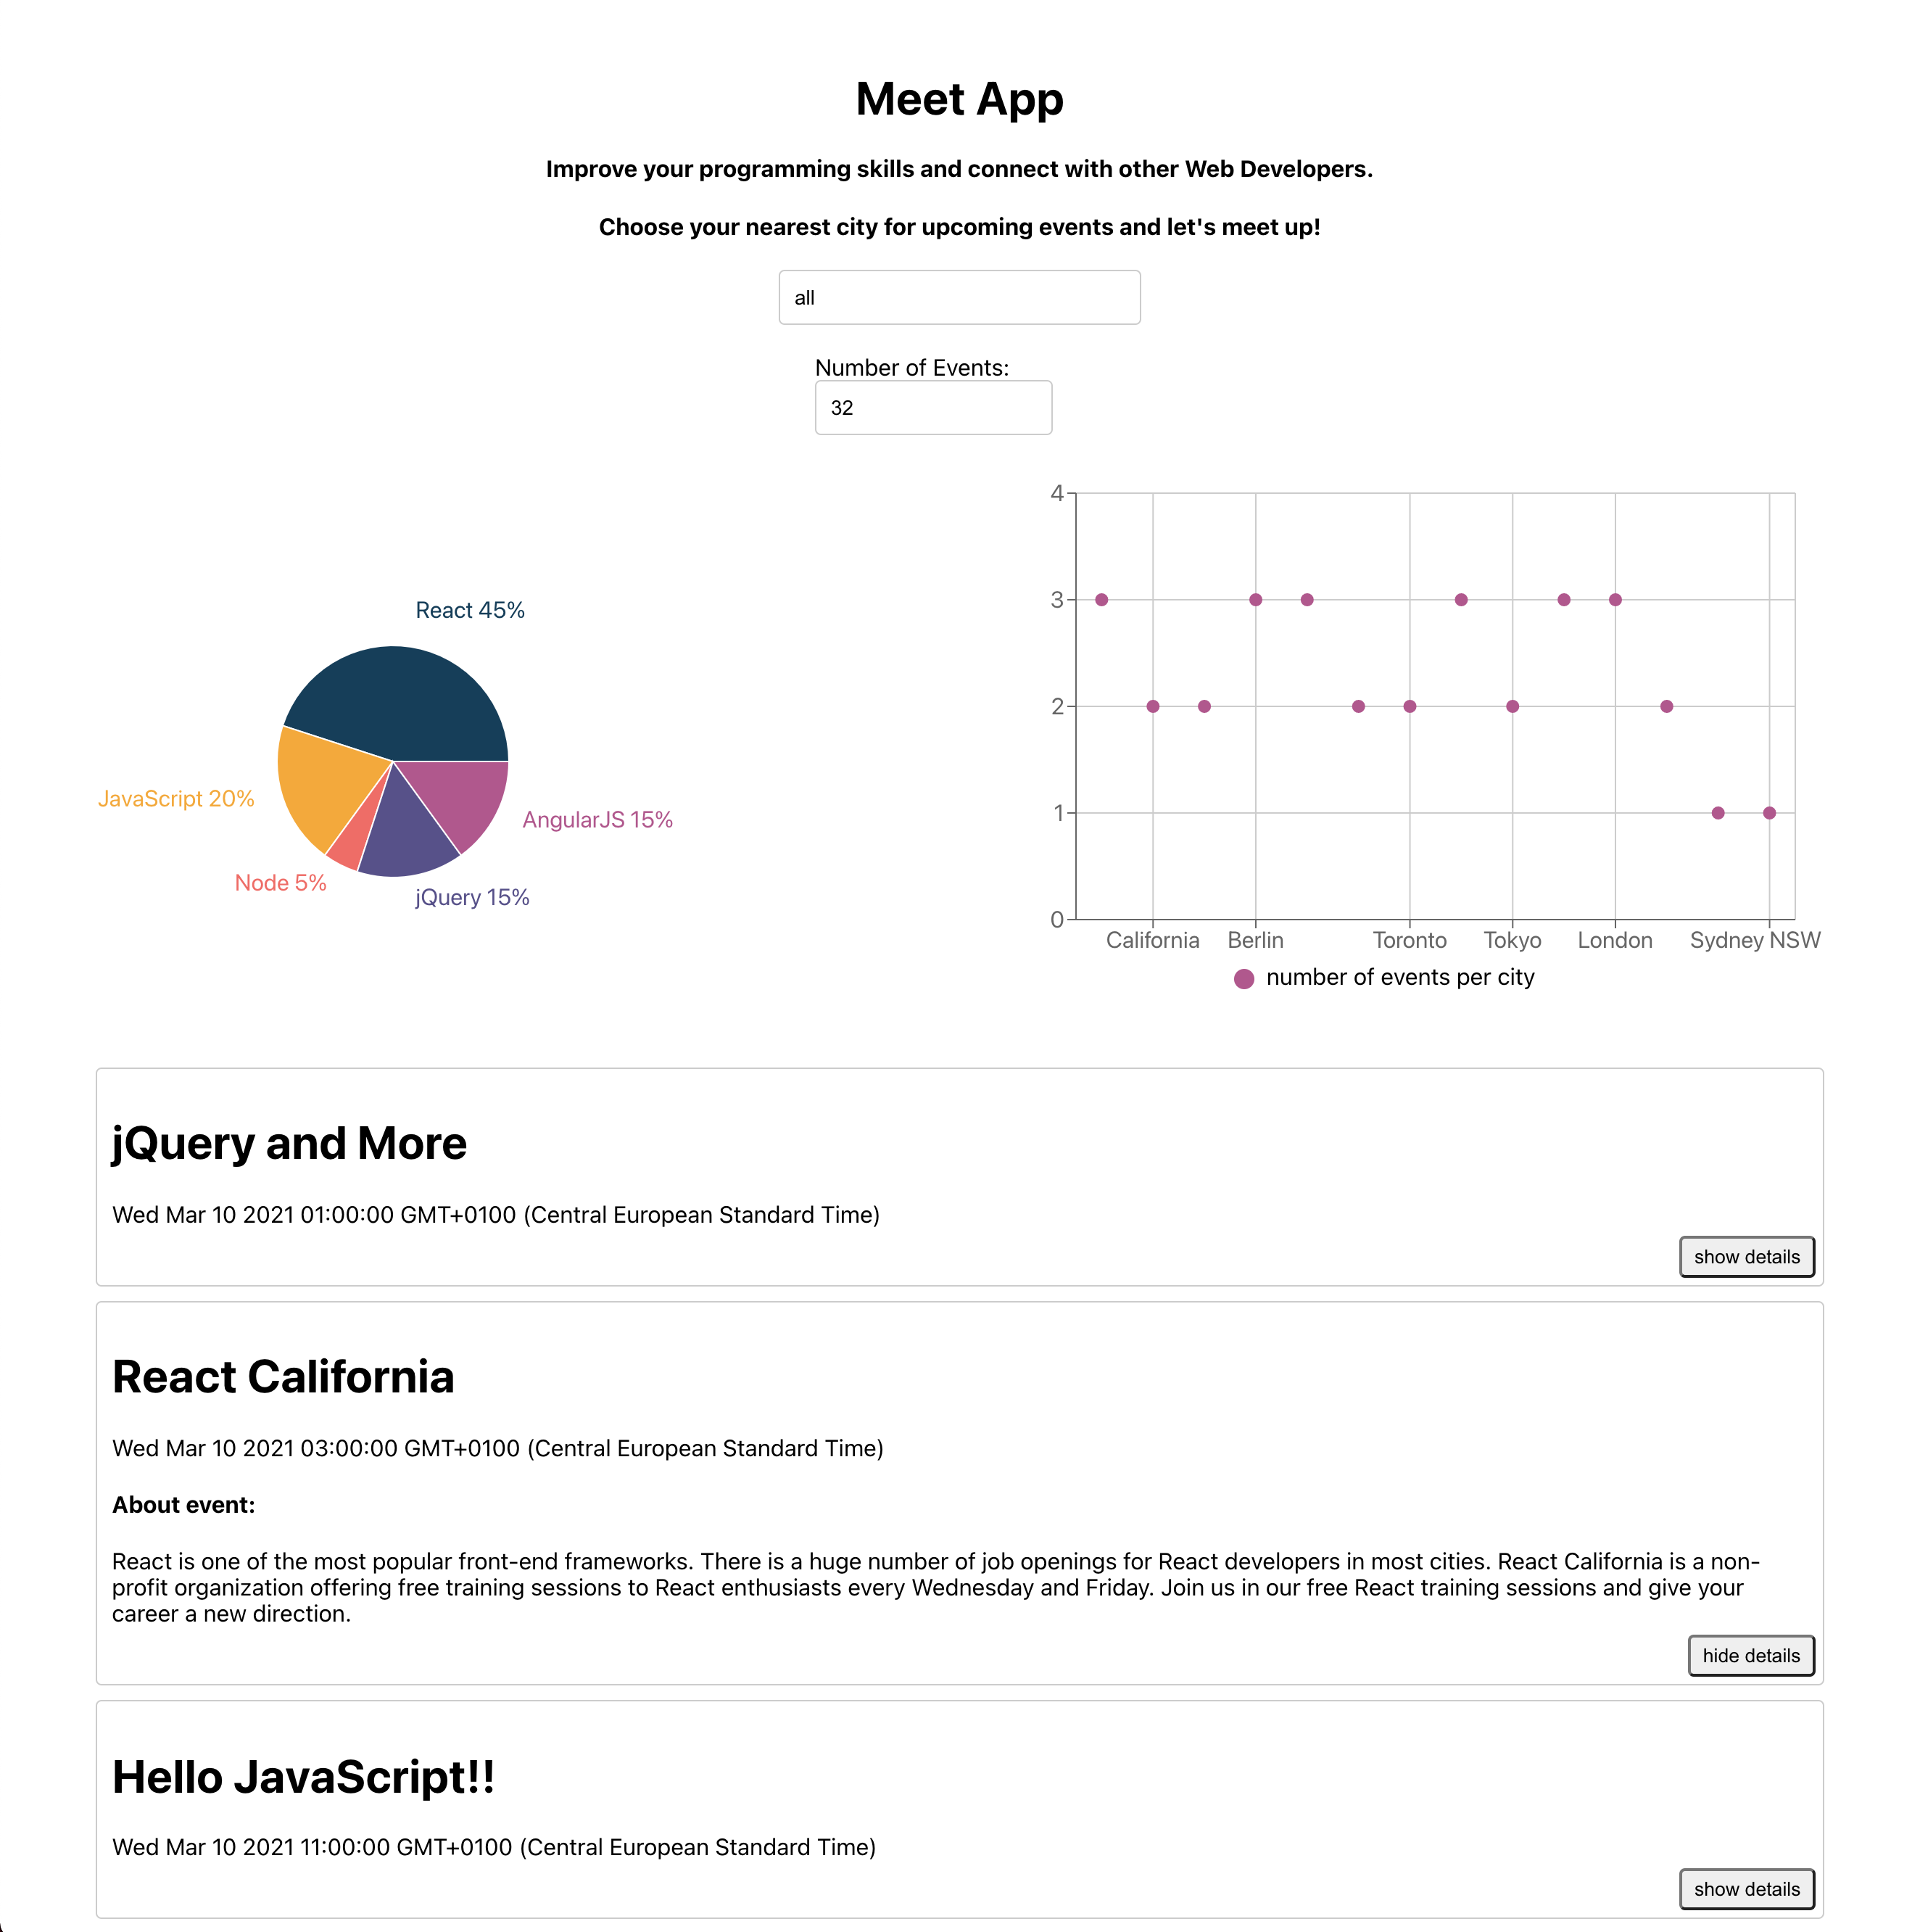 Meet App
Improve your programming skills and connect with other Web Developers.
Choose your nearest city for upcoming events and let's meet up!
all
Number of Events:
32
React 45%
JavaScript 20%
AngularJS 15%
Node 5%
jQuery 15%
4
3
2
1
0
California Berlin Toronto Tokyo London Sydney NSW
number of events per city
jQuery and More
Wed Mar 10 2021 01:00:00 GMT+0100 (Central European Standard Time)
show details
React California
Wed Mar 10 2021 03:00:00 GMT+0100 (Central European Standard Time)
About event:
React is one of the most popular front-end frameworks. There is a huge number of job openings for React developers in most cities. React California is a non-
profit organization offering free training sessions to React enthusiasts every Wednesday and Friday. Join us in our free React training sessions and give your
career a new direction.
hide details
Hello JavaScript!!
Wed Mar 10 2021 11:00:00 GMT+0100 (Central European Standard Time)
show details